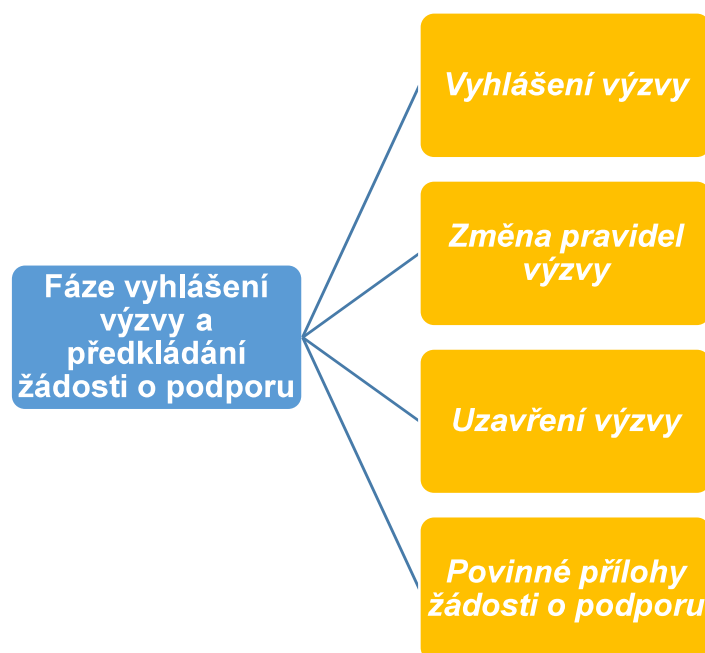 Fáze vyhlášení
výzvy a
předkládání
žádosti o podporu
Vyhlášení výzvy
Změna pravidel
výzvy
Uzavření výzvy
Povinné přílohy
žádosti o podporu